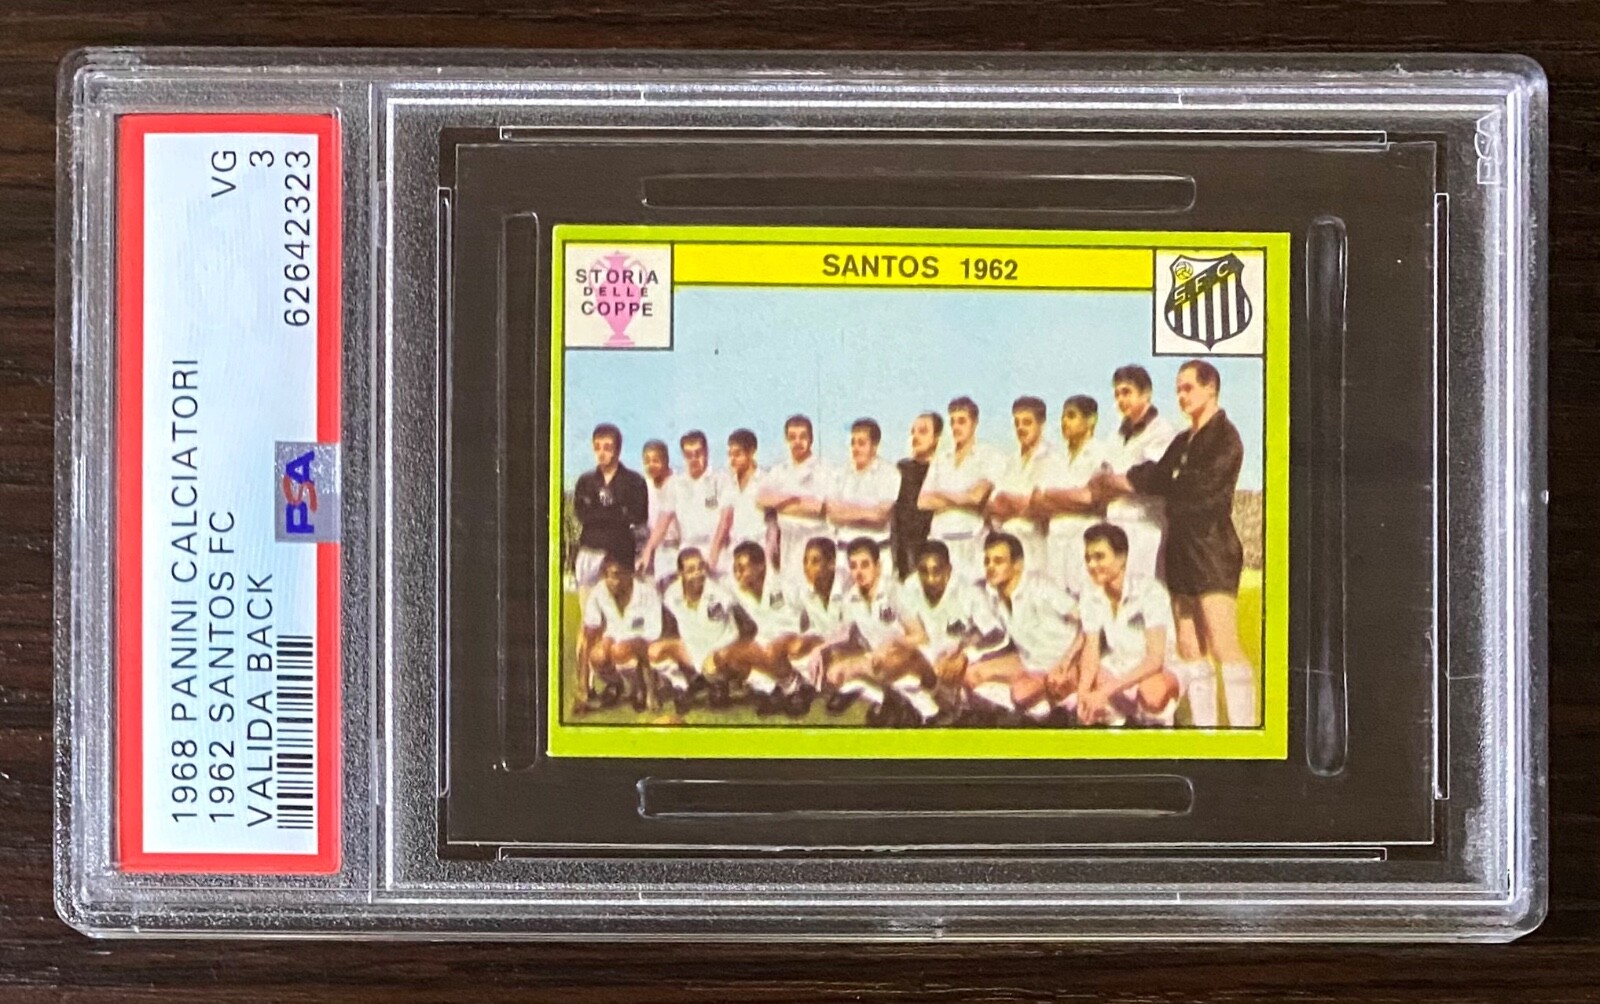 1968 PANINI CALCIATORI
1962 SANTOS FC VG
VALIDA BACK 3
62642323
PSA
STORIA
DELLE
COPPE
SANTOS 1962
S.F.C
PSA